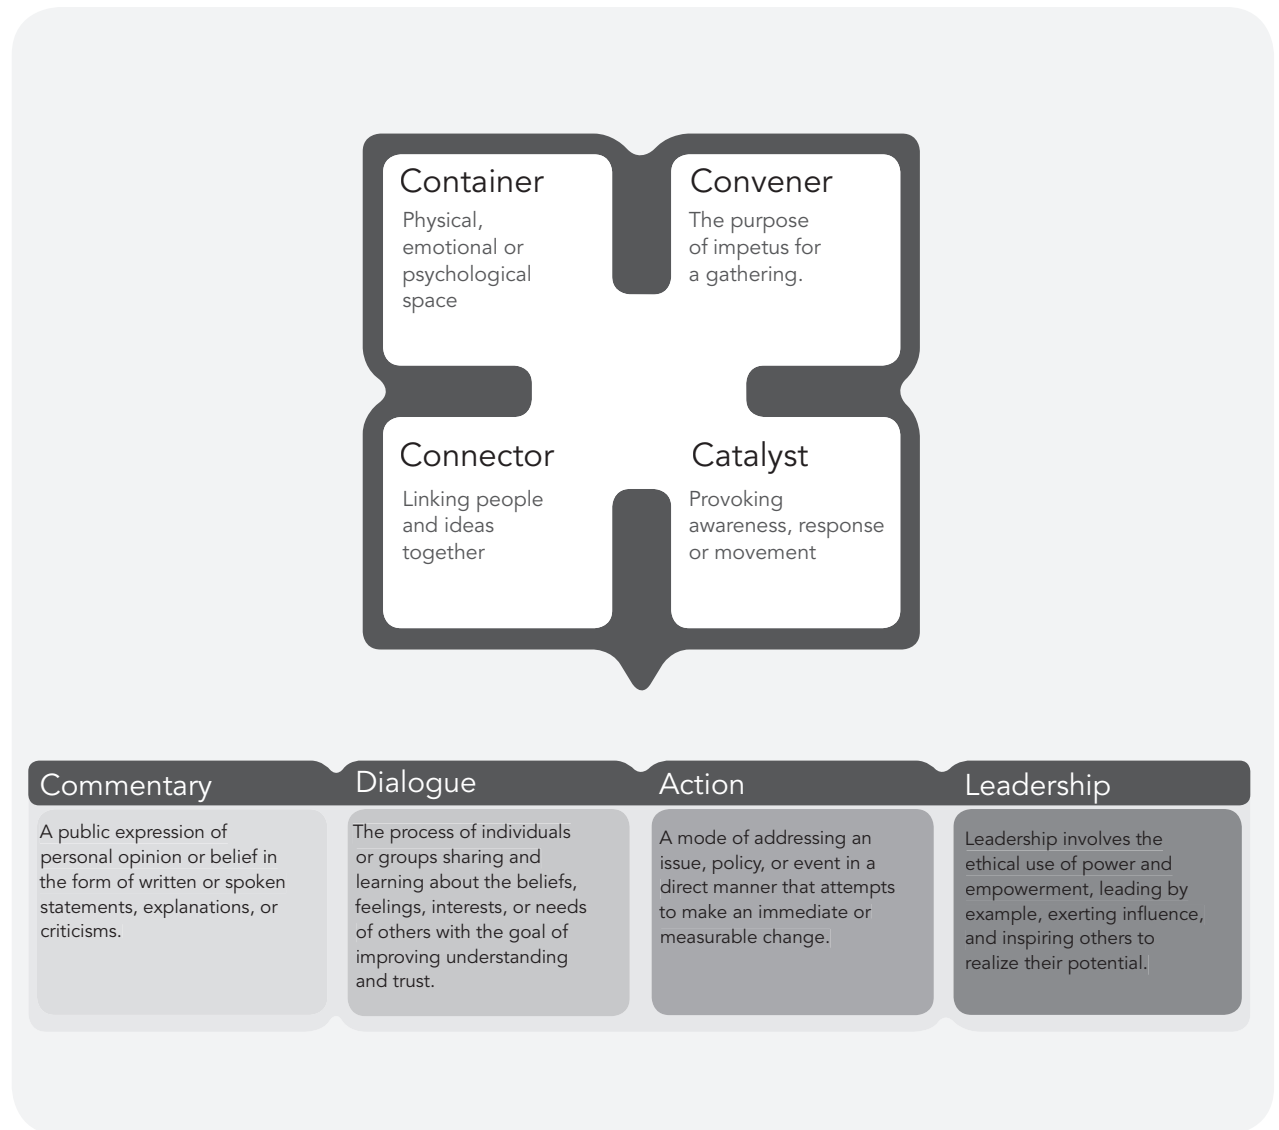 Container
Physical,
emotional or
psychological
space
Convener
The purpose
of impetus for
a gathering.
Connector
Linking people
and ideas
together
Catalyst
Provoking
awareness, response
or movement
Commentary
A public expression of
personal opinion or belief in
the form of written or spoken
statements, explanations, or
criticisms.
Dialogue
The process of individuals
or groups sharing and
learning about the beliefs,
feelings, interests, or needs
of others with the goal of
improving understanding
and trust.
Action
A mode of addressing an
issue, policy, or event in a
direct manner that attempts
to make an immediate or
measurable change.
Leadership
Leadership involves the
ethical use of power and
empowerment, leading by
example, exerting influence,
and inspiring others to
realize their potential.